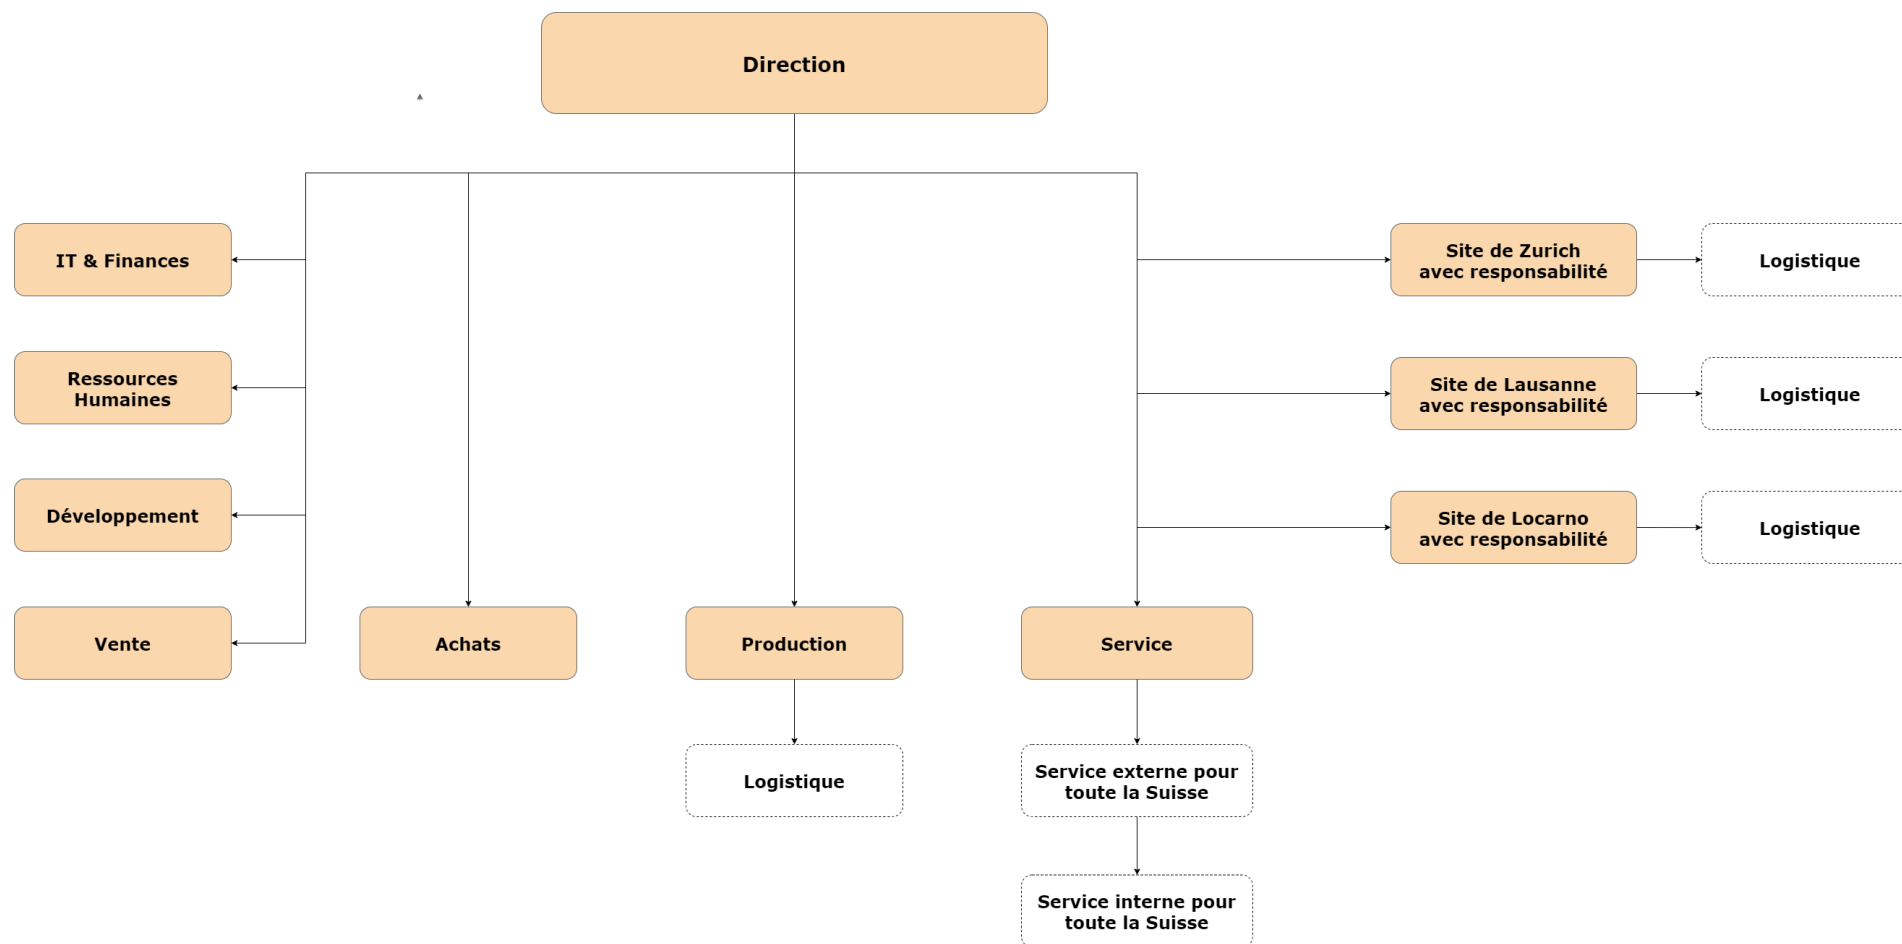 Direction
IT & Finances
Site de Zurich
avec responsabilité
Logistique
Ressources
Humaines
Site de Lausanne
avec responsabilité
Logistique
Développement
Site de Locarno
avec responsabilité
Logistique
Vente
Achats
Production
Service
Logistique
Service externe pour
toute la Suisse
Service interne pour
toute la Suisse